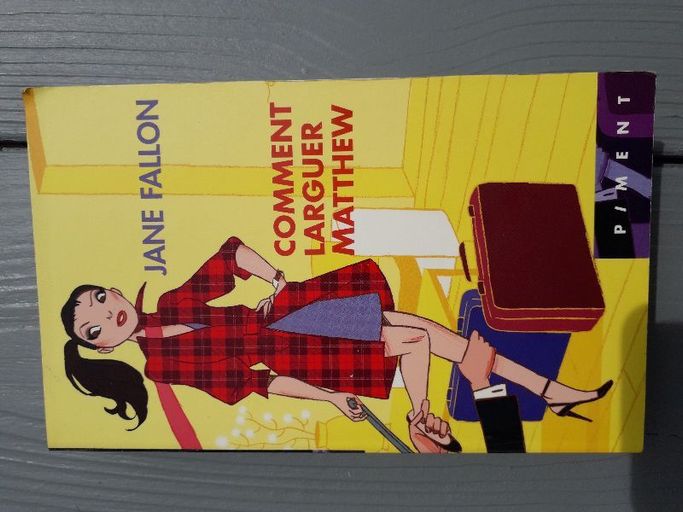 JANE FALLON
COMMENT
LARGUER
MATTHEW
PIMENT